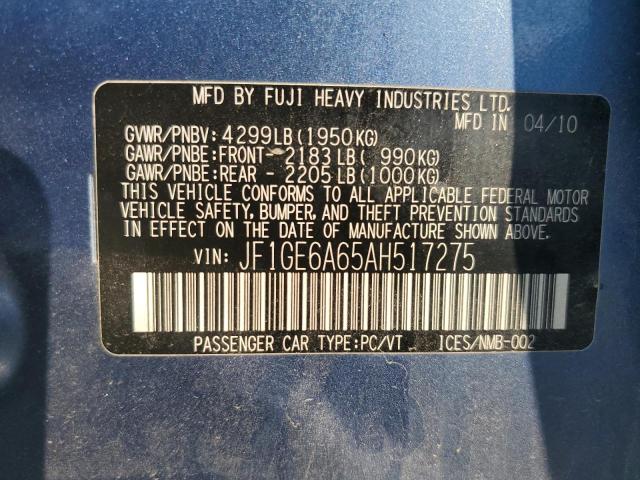 MFD BY FUJI HEAVY INDUSTRIES LTD.
MFD IN 04/10
GVWR/PNBV: 4299LB (1950KG)
GAWR/PNBE: FRONT- 2183 LB ( 990KG)
GAWR/PNBE: REAR - 2205 LB (1000KG)
THIS VEHICLE CONFORMS TO ALL APPLICABLE FEDERAL MOTOR
VEHICLE SAFETY, BUMPER, AND THEFT PREVENTION STANDARDS
IN EFFECT ON THE DATE OF MANUFACTURE SHOWN ABOVE.
VIN: JF1GE6A65AH517275
PASSENGER CAR TYPE: PC/VT ICES/NMB-002